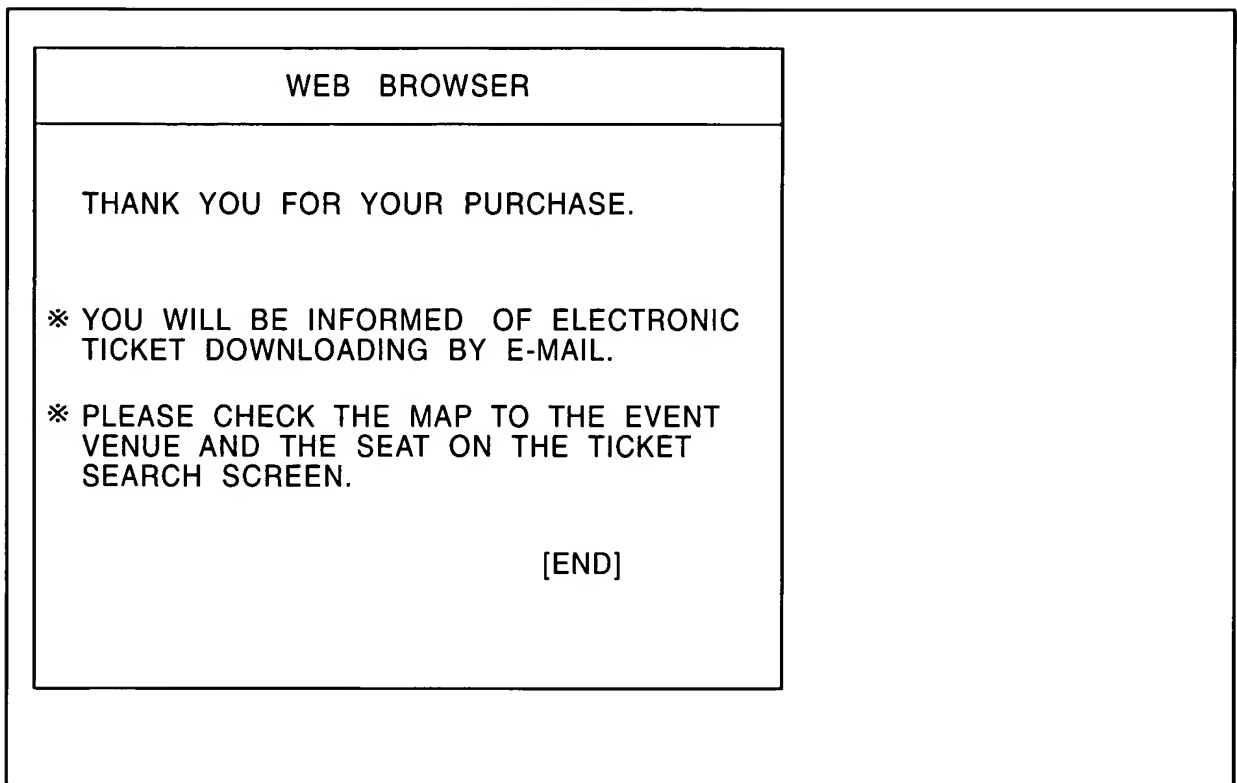 WEB BROWSER
THANK YOU FOR YOUR PURCHASE.
※ YOU WILL BE INFORMED OF ELECTRONIC
TICKET DOWNLOADING BY E-MAIL.
※ PLEASE CHECK THE MAP TO THE EVENT
VENUE AND THE SEAT ON THE TICKET
SEARCH SCREEN.
[END]